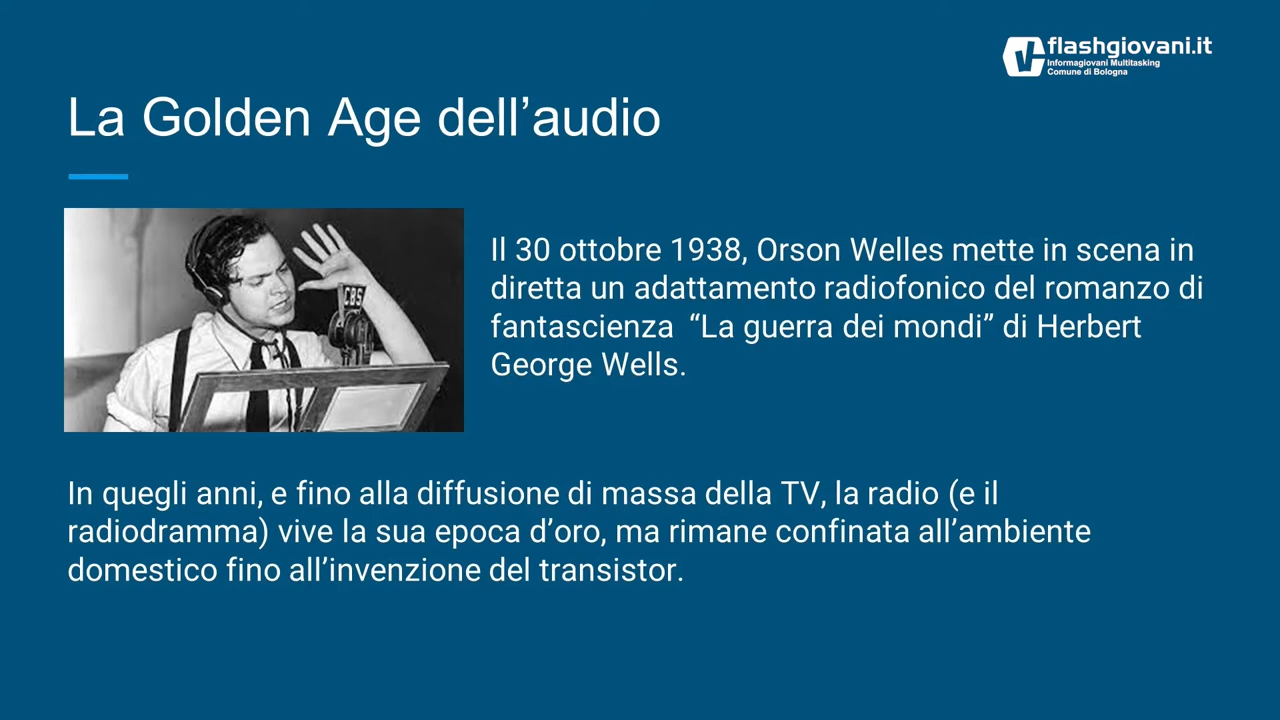 flashgiovani.it
Informagiovani Multitasking
Comune di Bologna
La Golden Age dell’audio
CBS
Il 30 ottobre 1938, Orson Welles mette in scena in
diretta un adattamento radiofonico del romanzo di
fantascienza “La guerra dei mondi” di Herbert
George Wells.
In quegli anni, e fino alla diffusione di massa della TV, la radio (e il
radiodramma) vive la sua epoca d’oro, ma rimane confinata all’ambiente
domestico fino all’invenzione del transistor.